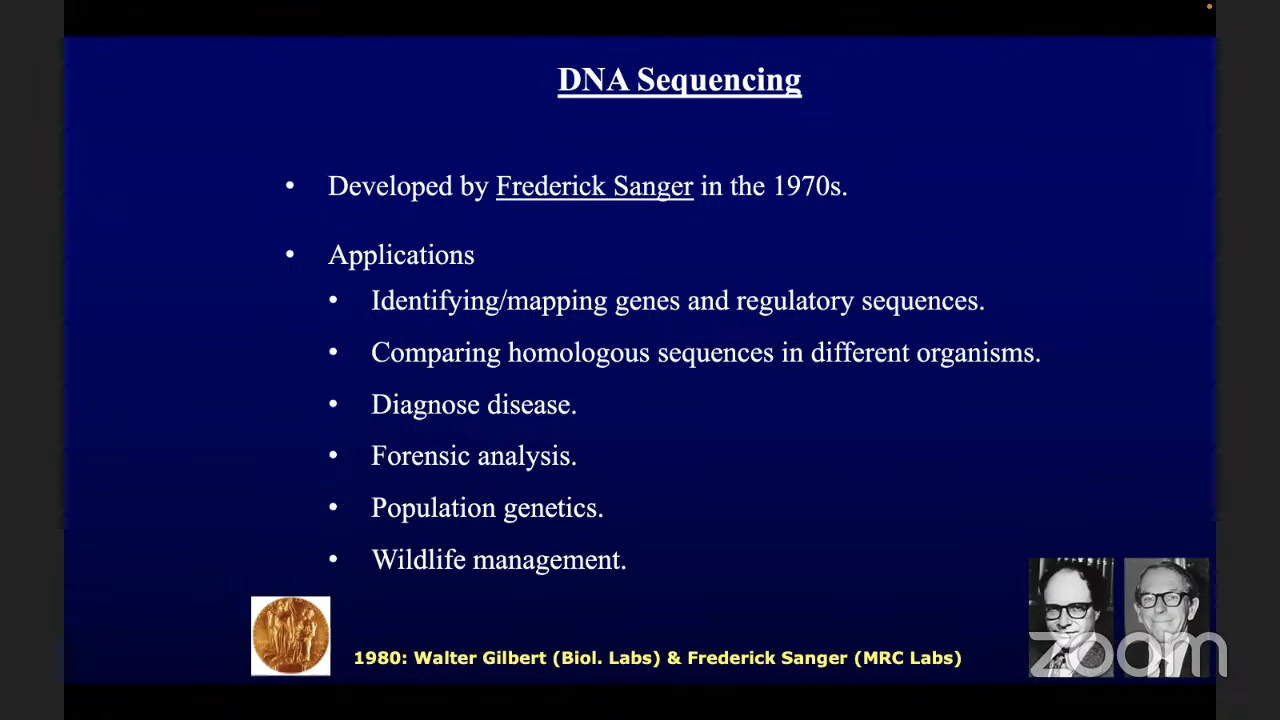 DNA Sequencing
• Developed by Frederick Sanger in the 1970s.
• Applications
• Identifying/mapping genes and regulatory sequences.
• Comparing homologous sequences in different organisms.
• Diagnose disease.
• Forensic analysis.
• Population genetics.
• Wildlife management.
1980: Walter Gilbert (Biol. Labs) & Frederick Sanger (MRC Labs)
zoom